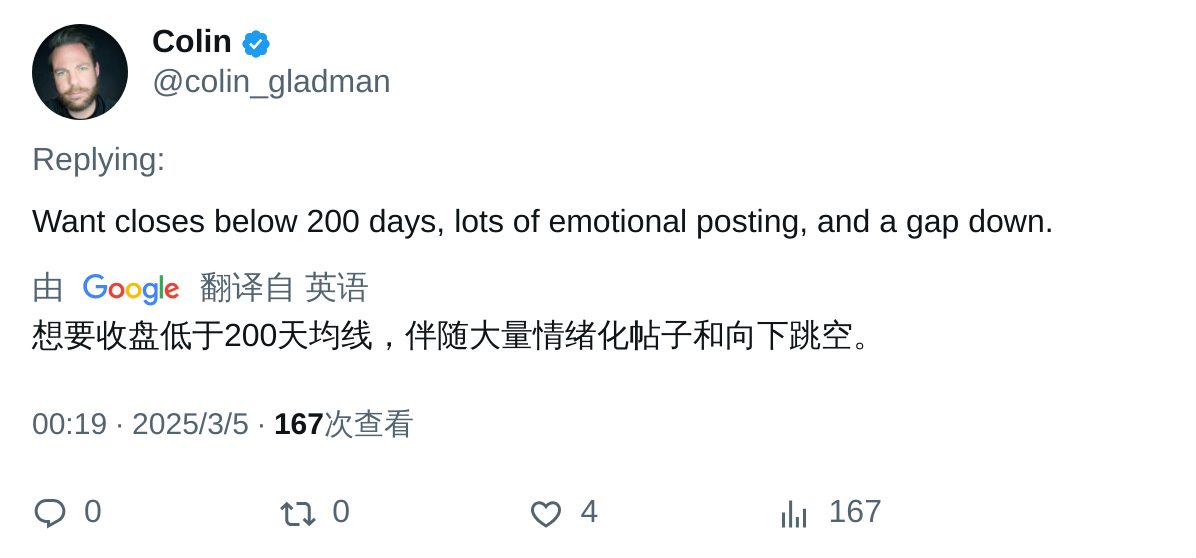 Colin
@colin_gladman
Replying:
Want closes below 200 days, lots of emotional posting, and a gap down.
由 Google 翻译自 英语
想要收盘低于200天均线，伴随大量情绪化帖子和向下跳空。
00:19 · 2025/3/5 · 167次查看
0 0 4 167